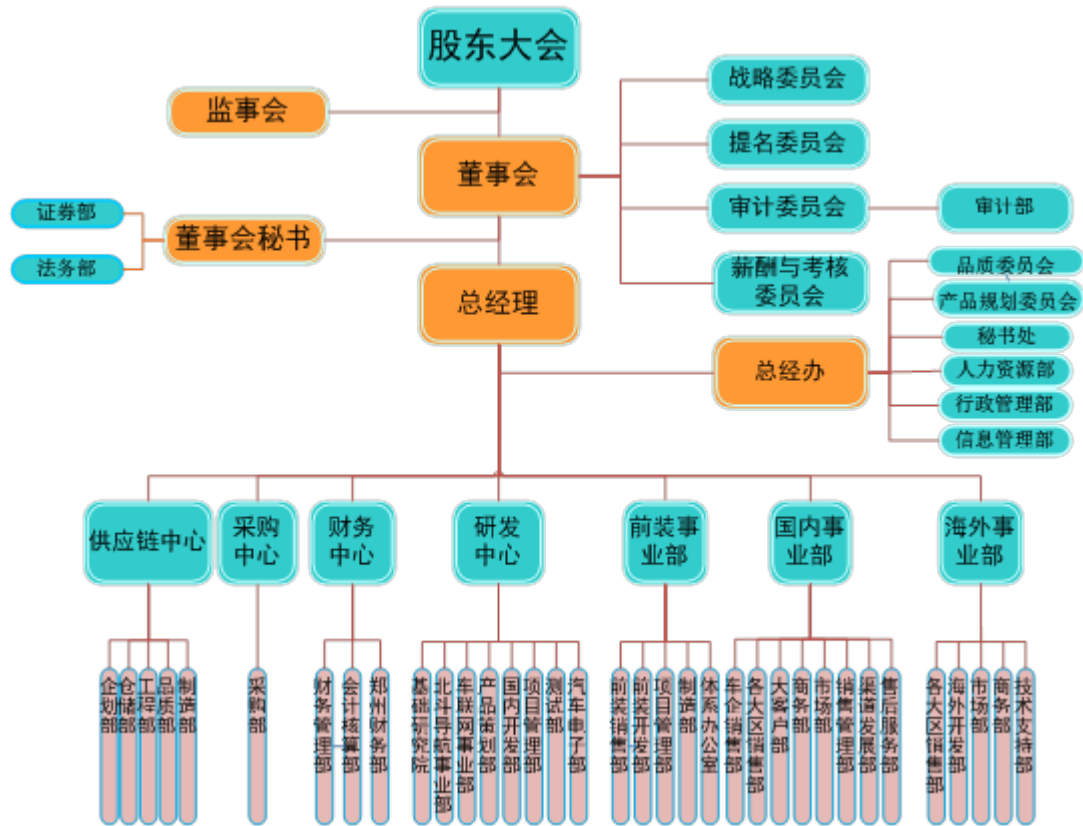 股东大会
监事会
董事会
战略委员会
提名委员会
审计委员会
审计部
薪酬与考核
委员会
证券部
法务部
董事会秘书
总经理
总经办
品质委员会
产品规划委员会
秘书处
人力资源部
行政管理部
信息管理部
供应链中心
采购
中心
财务
中心
研发
中心
前装事
业部
国内事
业部
海外事
业部
企划部
仓储部
工程部
品质部
制造部
采购部
财务管理部
会计核算部
郑州财务部
基础研究院
北斗导航事业部
车联网事业部
产品策划部
国内开发部
项目管理部
测试部
汽车电子部
前装销售部
前装开发部
项目管理部
制造部
体系办公室
车企销售部
各大区销售部
大客户部
商务部
市场部
销售管理部
渠道发展部
售后服务部
各大区销售部
海外开发部
市场部
商务部
技术支持部